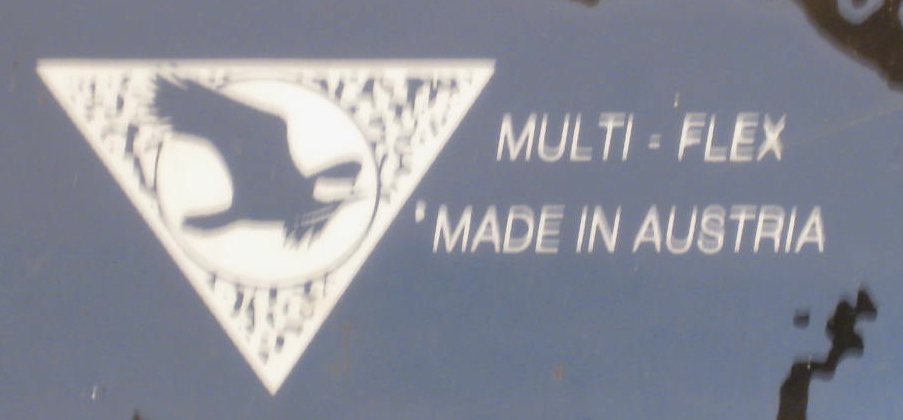 MULTI - FLEX
MADE IN AUSTRIA